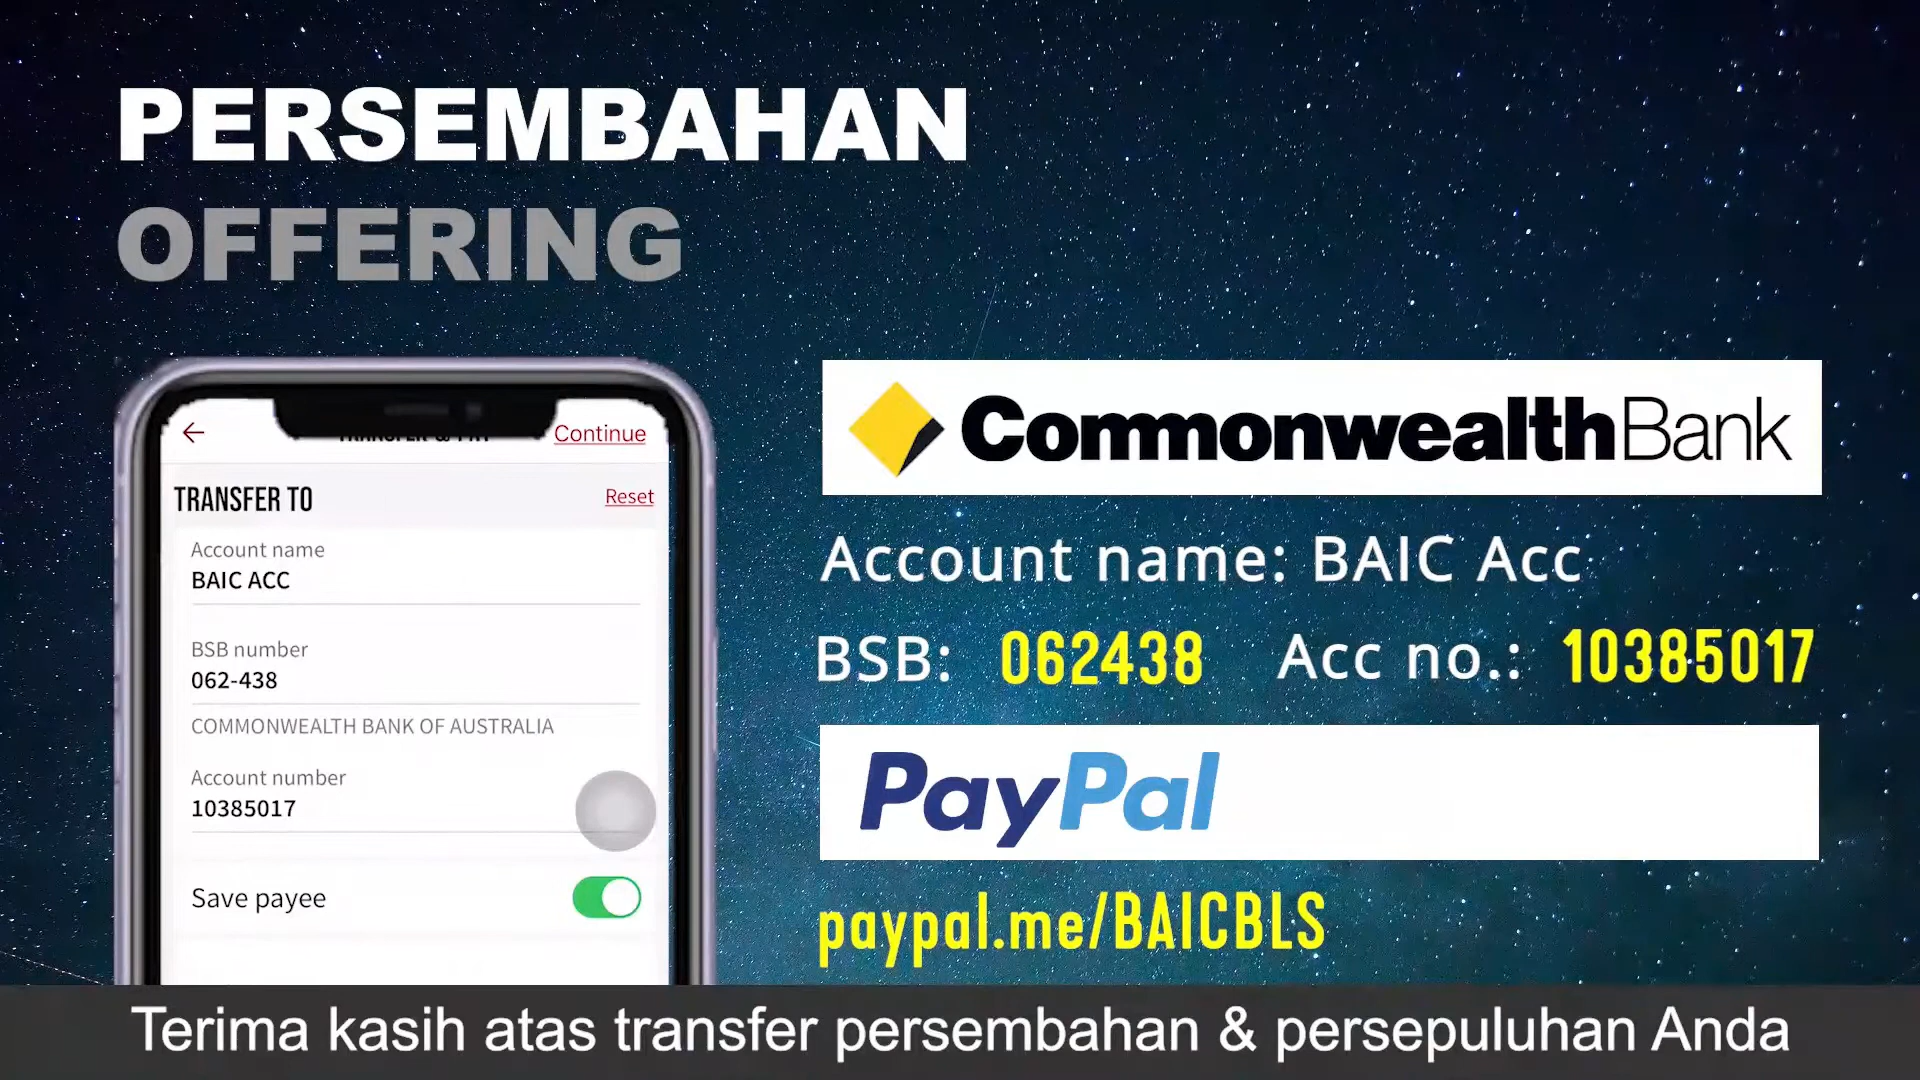 PERSEMBAHAN
OFFERING
Continue
TRANSFER TO
Reset
Account name
BAIC ACC
BSB number
062-438
COMMONWEALTH BANK OF AUSTRALIA
Account number
10385017
Save payee
CommonwealthBank
Account name: BAIC Acc
BSB: 062438 Acc no.: 10385017
PayPal
paypal.me/BAICBLS
Terima kasih atas transfer persembahan & persepuluhan Anda